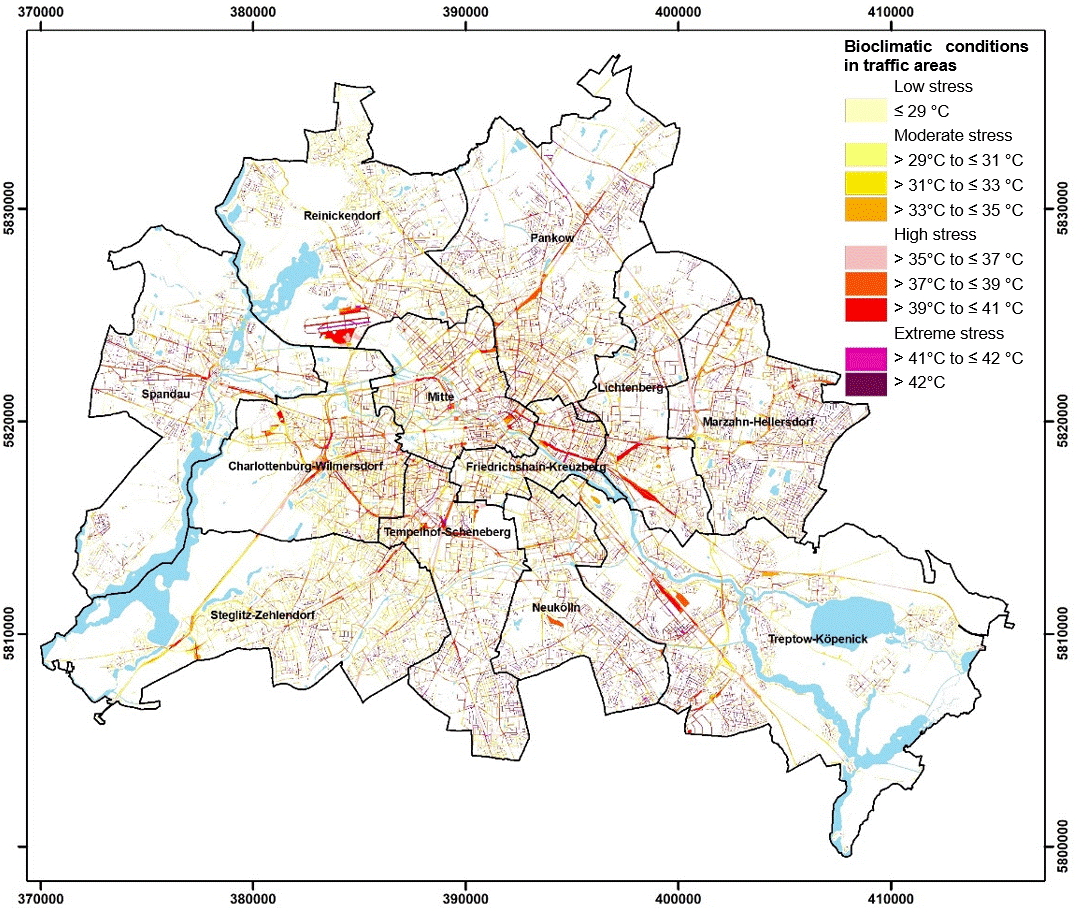 370000 380000 390000 400000 410000
Bioclimatic conditions
in traffic areas
Low stress
≤ 29 °C
Moderate stress
> 29°C to ≤ 31 °C
> 31°C to ≤ 33 °C
> 33°C to ≤ 35 °C
High stress
> 35°C to ≤ 37 °C
> 37°C to ≤ 39 °C
> 39°C to ≤ 41 °C
Extreme stress
> 41°C to ≤ 42 °C
> 42°C
5830000
5830000
Reinickendorf
Pankow
Spandau
Mitte
Lichtenberg
5820000
5820000
Marzahn-Hellersdorf
Charlottenburg-Wilmersdorf
Friedrichshain-Kreuzberg
Tempelhof-Scheneberg
Neukölln
Steglitz-Zehlendorf
5810000
5810000
Treptow-Köpenick
5800000
370000 380000 390000 400000 410000